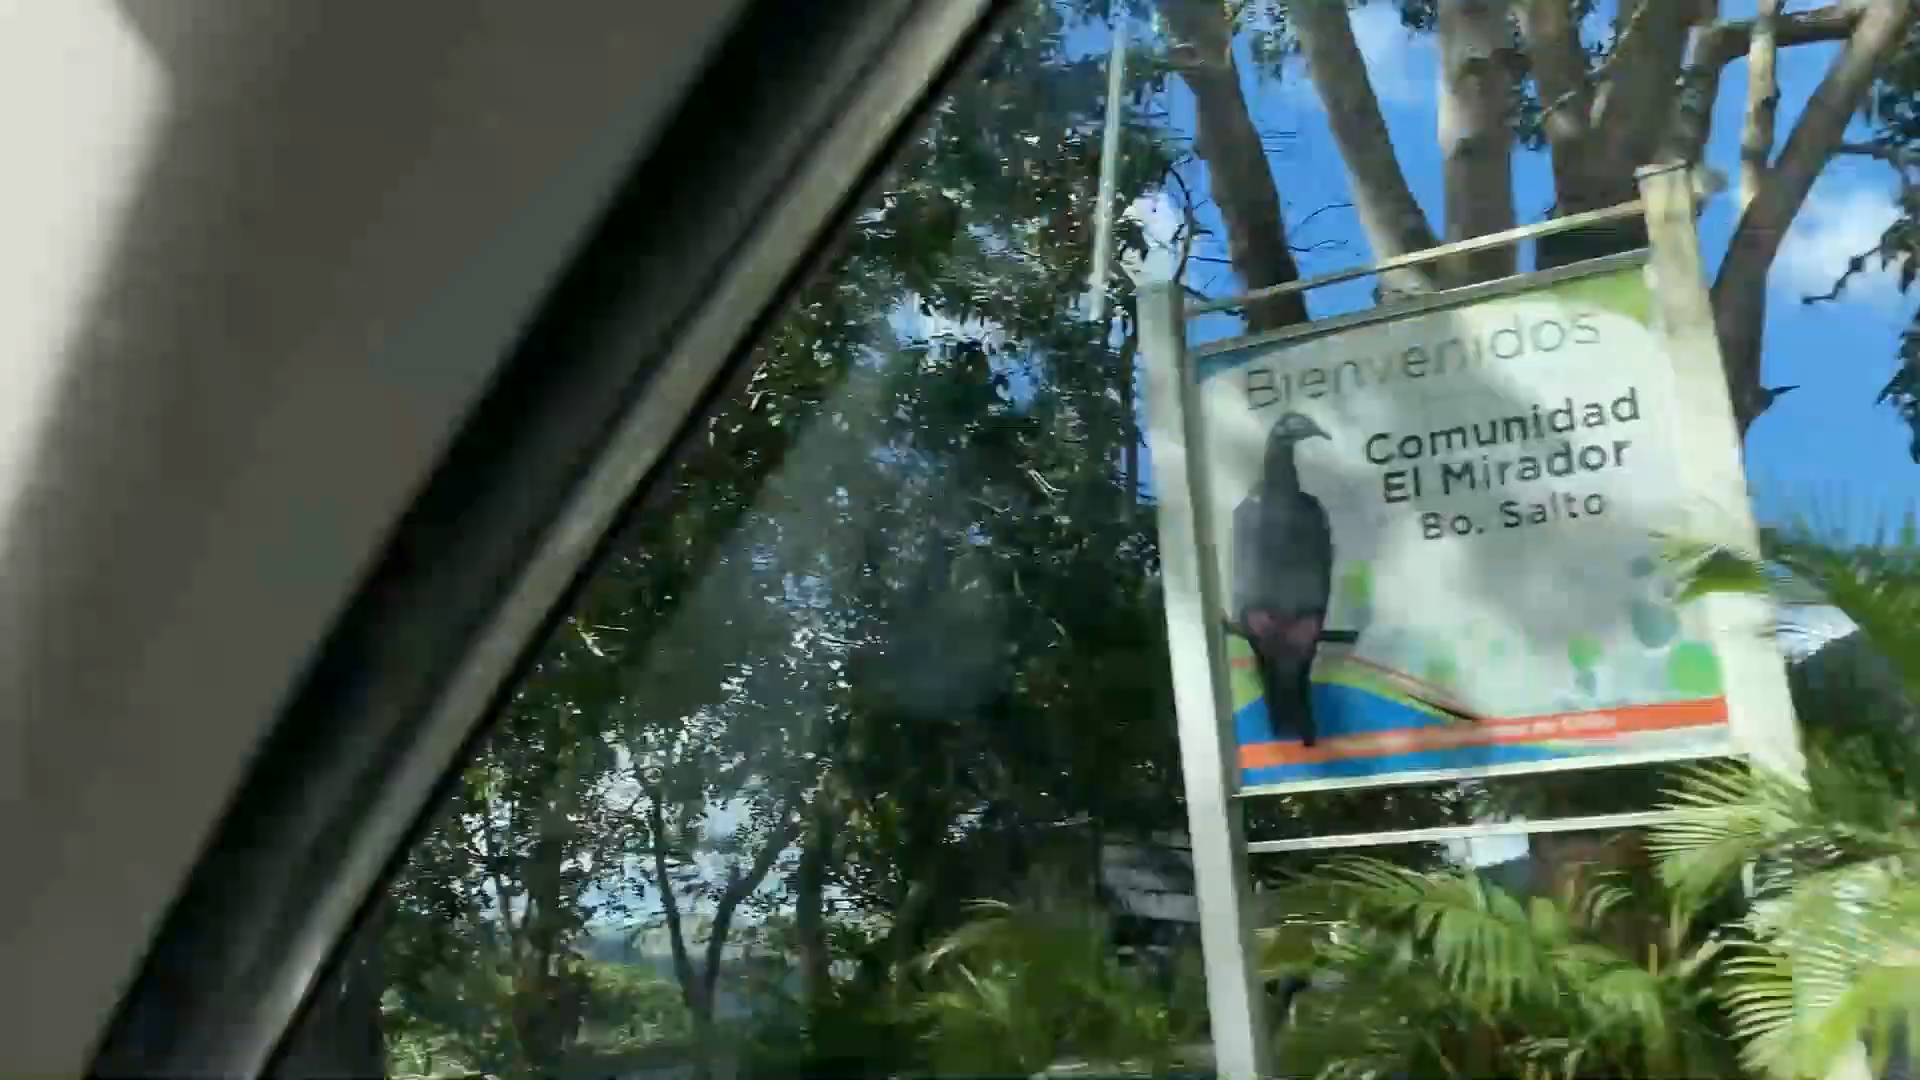 Bienvenidos
Comunidad
El Mirador
Bo. Salto